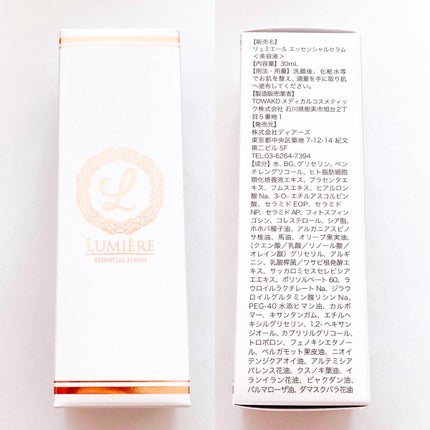 L
LUMIÈRE
ESSENTIAL SERUM
【販売名】
リュミエール エッセンシャルセラム
<美容液>
【内容量】30mL
【用法・用量】洗顔後、化粧水等
でお肌を整え、適量を手に取り肌
へ塗布してください。
【製造販売業者】
TOWAKO メディカルコスメティッ
ク株式会社 石川県能美市旭台2丁
目5番地1
【発売元】
株式会社ディアーズ
東京都中央区築地 7-12-14 紀文
第二ビル 5F
TEL:03-6264-7394
【成分】水、BG、グリセリン、ペン
チレングリコール、ヒト脂肪細胞
順化培養液エキス、プラセンタエ
キス、フムスエキス、ヒアルロン
酸Na、3-O-エチルアスコルビン
酸、セラミド EOP、セラミド
NP、セラミド AP、フィトスフィン
ゴシン、コレステロール、シア脂、
ホホバ種子油、アルガニアスピノ
サ核油、馬油、オリーブ果実油、
(クエン酸／乳酸／リノール酸／
オレイン酸) グリセリル、アルギ
ニン、乳酸桿菌／ワサビ根発酵エ
キス、サッカロミセスセレビシア
エエキス、ポリソルベート 60、ラ
ウロイルラクチレート Na、ジラウ
ロイルグルタミン酸リシン Na、
PEG-40 水添ヒマシ油、カルボ
マー、キサンタンガム、エチルヘ
キシルグリセリン、1,2-ヘキサン
ジオール、カプリリルグリコール、
トロポロン、フェノキシエタノー
ル、ベルガモット果皮油、ニオイ
テンジクアオイ油、アルテミシア
パレンス花油、クスノキ葉油、イ
ランイラン花油、ビャクダン油、
パルマローザ油、ダマスクバラ花油